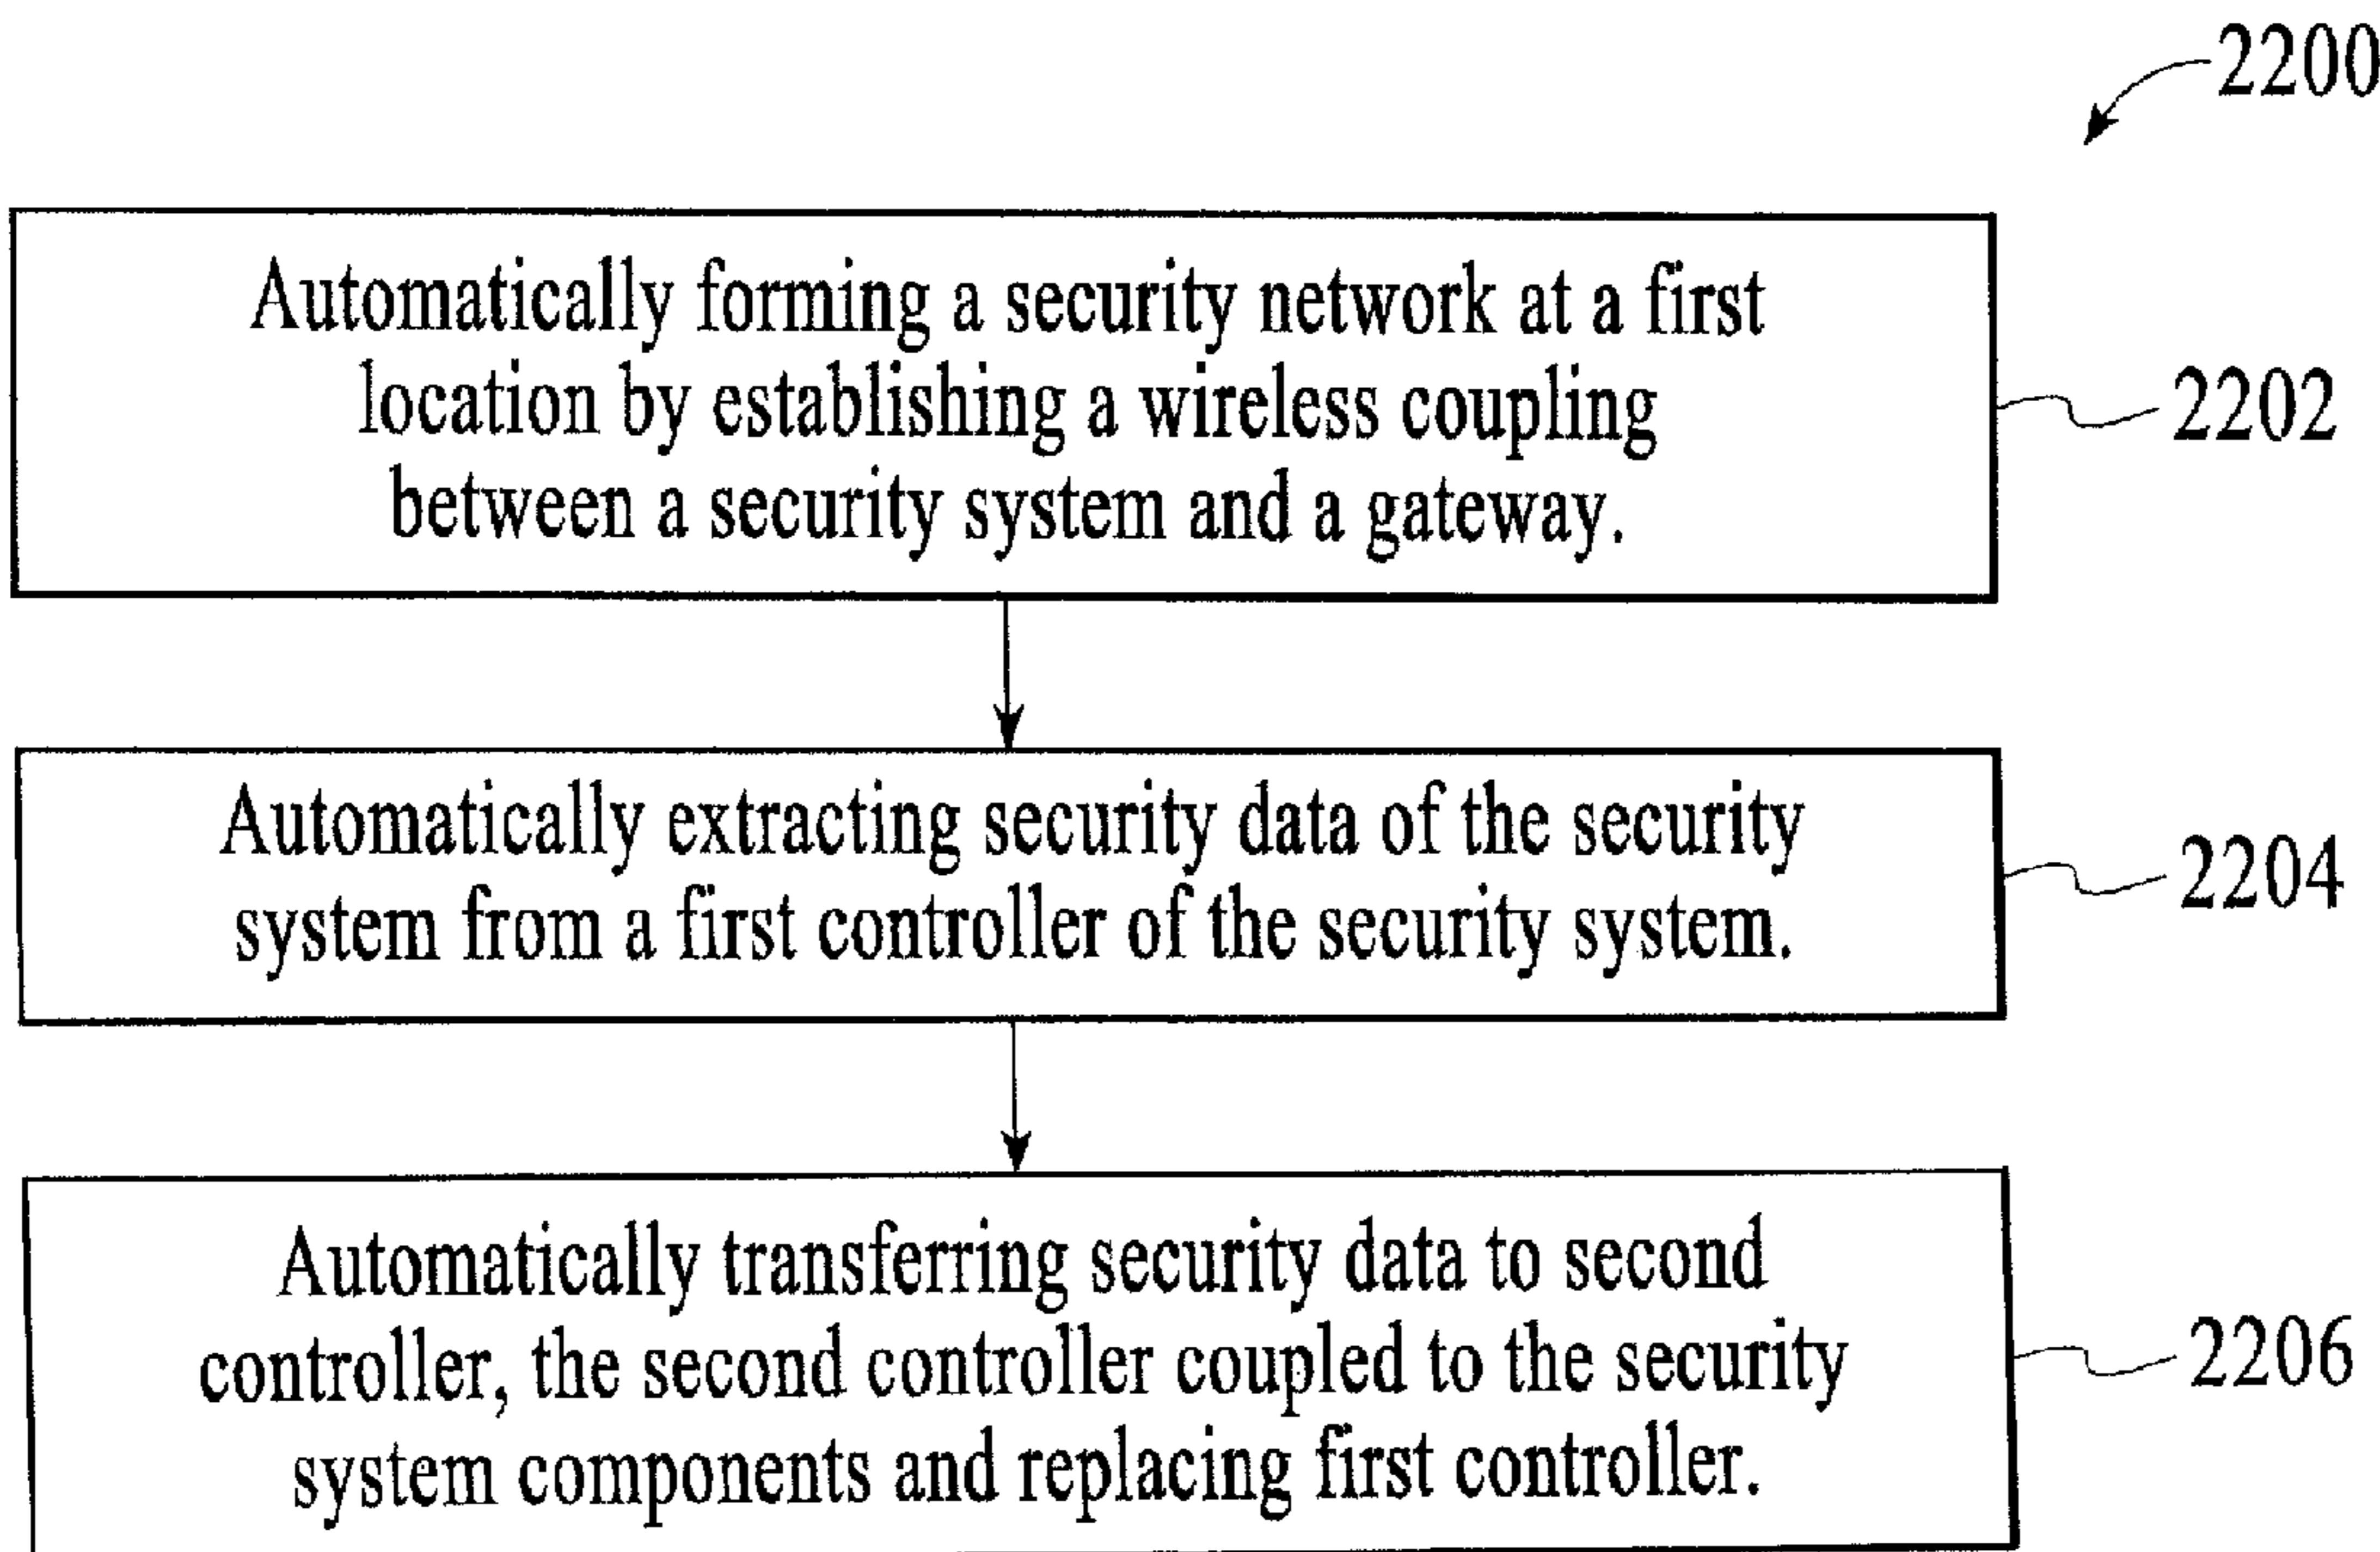 2200
Automatically forming a security network at a first
location by establishing a wireless coupling
between a security system and a gateway.
2202
Automatically extracting security data of the security
system from a first controller of the security system.
2204
Automatically transferring security data to second
controller, the second controller coupled to the security
system components and replacing first controller.
2206